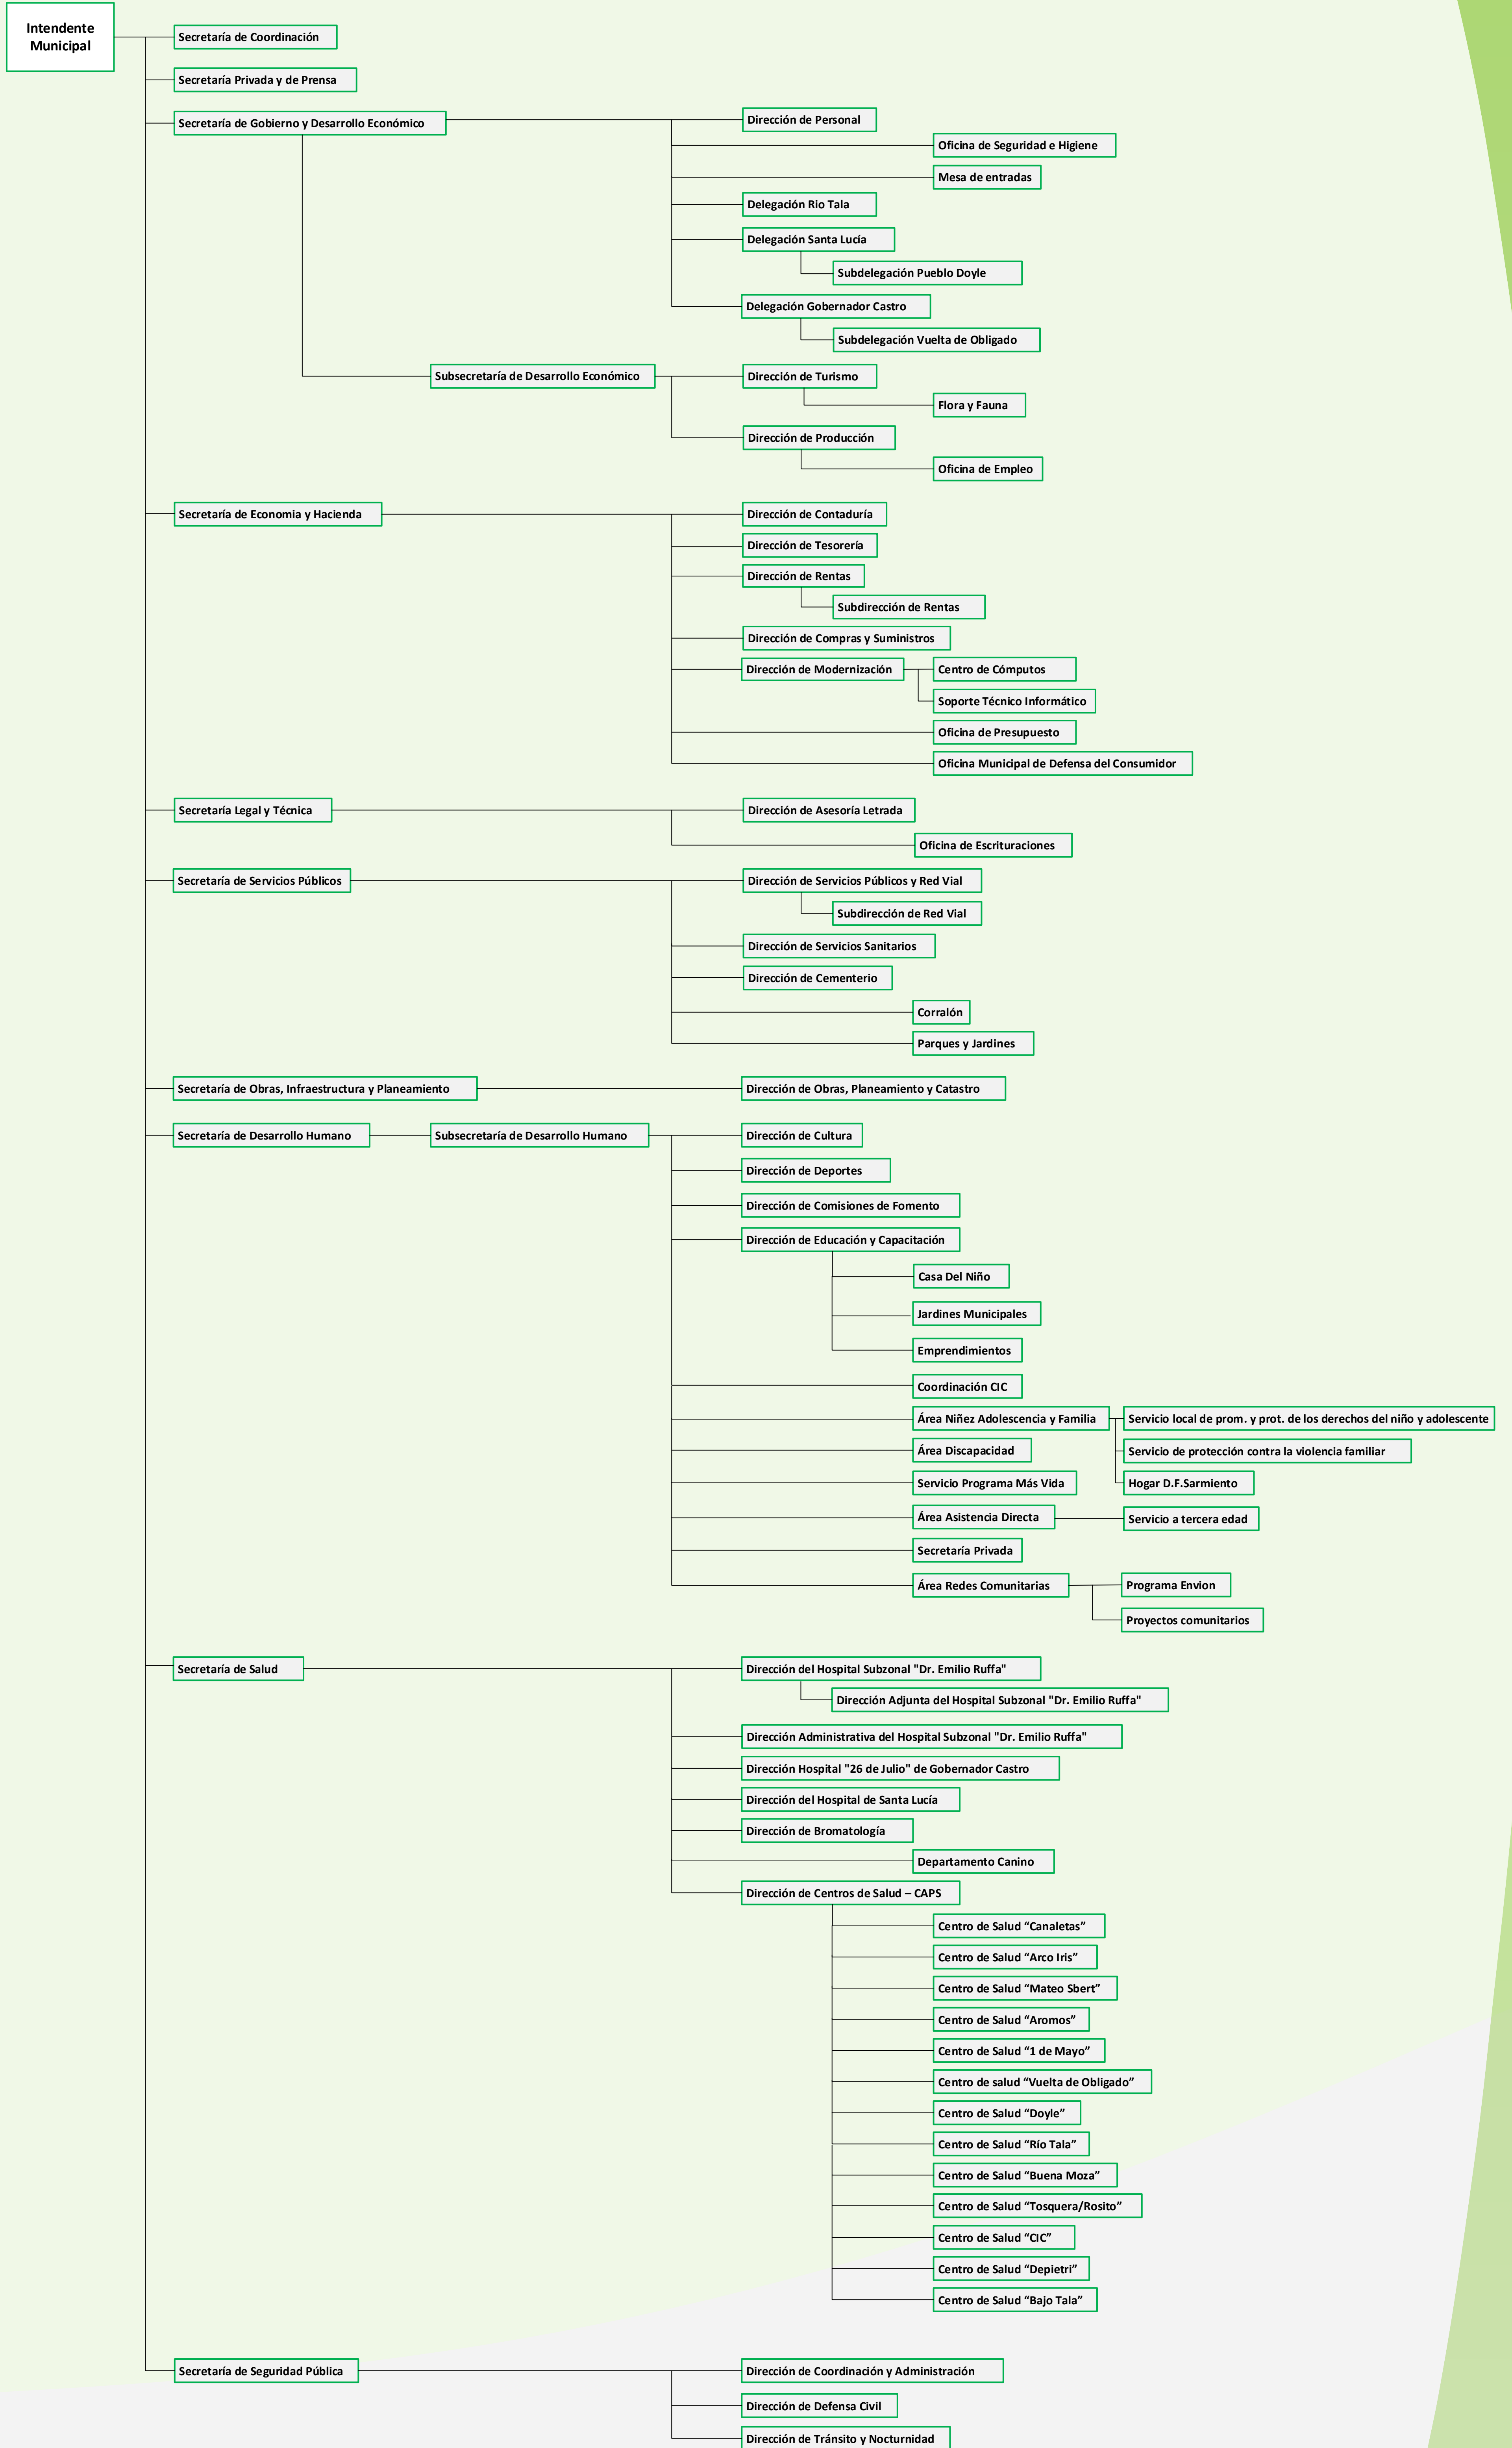 Intendente
Municipal
Secretaría de Coordinación
Secretaría Privada y de Prensa
Secretaría de Gobierno y Desarrollo Económico
Dirección de Personal
Oficina de Seguridad e Higiene
Mesa de entradas
Delegación Rio Tala
Delegación Santa Lucía
Subdelegación Pueblo Doyle
Delegación Gobernador Castro
Subdelegación Vuelta de Obligado
Subsecretaría de Desarrollo Económico
Dirección de Turismo
Flora y Fauna
Dirección de Producción
Oficina de Empleo
Secretaría de Economia y Hacienda
Dirección de Contaduría
Dirección de Tesorería
Dirección de Rentas
Subdirección de Rentas
Dirección de Compras y Suministros
Dirección de Modernización
Centro de Cómputos
Soporte Técnico Informático
Oficina de Presupuesto
Oficina Municipal de Defensa del Consumidor
Secretaría Legal y Técnica
Dirección de Asesoría Letrada
Oficina de Escrituraciones
Secretaría de Servicios Públicos
Dirección de Servicios Públicos y Red Vial
Subdirección de Red Vial
Dirección de Servicios Sanitarios
Dirección de Cementerio
Corralón
Parques y Jardines
Secretaría de Obras, Infraestructura y Planeamiento
Dirección de Obras, Planeamiento y Catastro
Secretaría de Desarrollo Humano
Subsecretaría de Desarrollo Humano
Dirección de Cultura
Dirección de Deportes
Dirección de Comisiones de Fomento
Dirección de Educación y Capacitación
Casa Del Niño
Jardines Municipales
Emprendimientos
Coordinación CIC
Área Niñez Adolescencia y Familia
Servicio local de prom. y prot. de los derechos del niño y adolescente
Área Discapacidad
Servicio de protección contra la violencia familiar
Servicio Programa Más Vida
Hogar D.F.Sarmiento
Área Asistencia Directa
Servicio a tercera edad
Secretaría Privada
Área Redes Comunitarias
Programa Envion
Proyectos comunitarios
Secretaría de Salud
Dirección del Hospital Subzonal "Dr. Emilio Ruffa"
Dirección Adjunta del Hospital Subzonal "Dr. Emilio Ruffa"
Dirección Administrativa del Hospital Subzonal "Dr. Emilio Ruffa"
Dirección Hospital "26 de Julio" de Gobernador Castro
Dirección del Hospital de Santa Lucía
Dirección de Bromatología
Departamento Canino
Dirección de Centros de Salud – CAPS
Centro de Salud “Canaletas”
Centro de Salud “Arco Iris”
Centro de Salud “Mateo Sbert”
Centro de Salud “Aromos”
Centro de Salud “1 de Mayo”
Centro de salud “Vuelta de Obligado”
Centro de Salud “Doyle”
Centro de Salud “Río Tala”
Centro de Salud “Buena Moza”
Centro de Salud “Tosquera/Rosito”
Centro de Salud “CIC”
Centro de Salud “Depietri”
Centro de Salud “Bajo Tala”
Secretaría de Seguridad Pública
Dirección de Coordinación y Administración
Dirección de Defensa Civil
Dirección de Tránsito y Nocturnidad